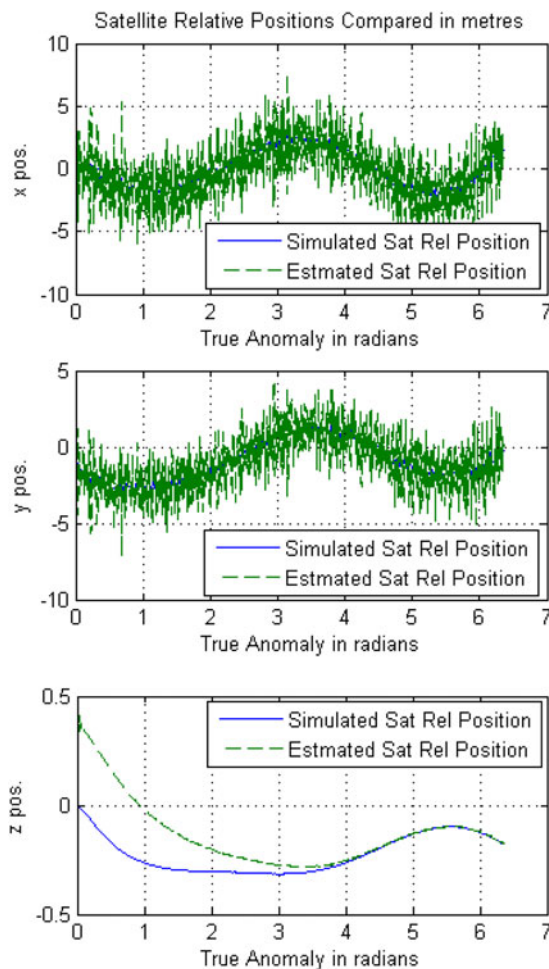 Satellite Relative Positions Compared in metres
10
5
0
-5
-10
x pos.
Simulated Sat Rel Position
Estmated Sat Rel Position
0 1 2 3 4 5 6 7
True Anomaly in radians
5
0
-5
-10
y pos.
Simulated Sat Rel Position
Estmated Sat Rel Position
0 1 2 3 4 5 6 7
True Anomaly in radians
0.5
0
-0.5
z pos.
Simulated Sat Rel Position
Estmated Sat Rel Position
0 1 2 3 4 5 6 7
True Anomaly in radians